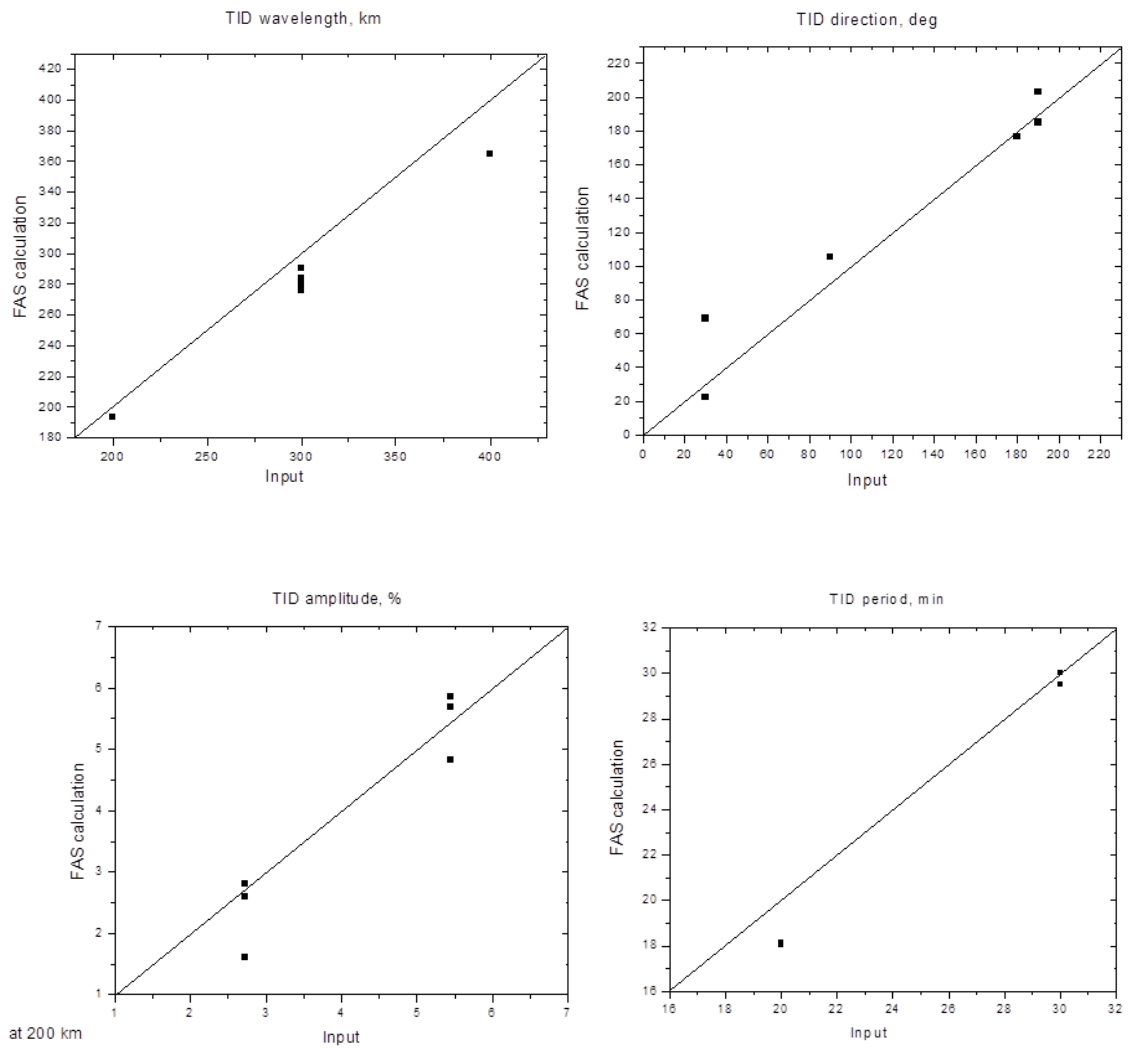 TID wavelength, km
420
400
380
360
340
320
300
280
260
240
220
200
180
FAS calculation
200 250 300 350 400
Input
TID direction, deg
220
200
180
160
140
120
100
80
60
40
20
0
FAS calculation
0 20 40 60 80 100 120 140 160 180 200 220
Input
TID amplitude, %
7
6
5
4
3
2
1
FAS calculation
1 2 3 4 5 6 7
at 200 km
Input
TID period, min
32
30
28
26
24
22
20
18
16
FAS calculation
16 18 20 22 24 26 28 30 32
Input